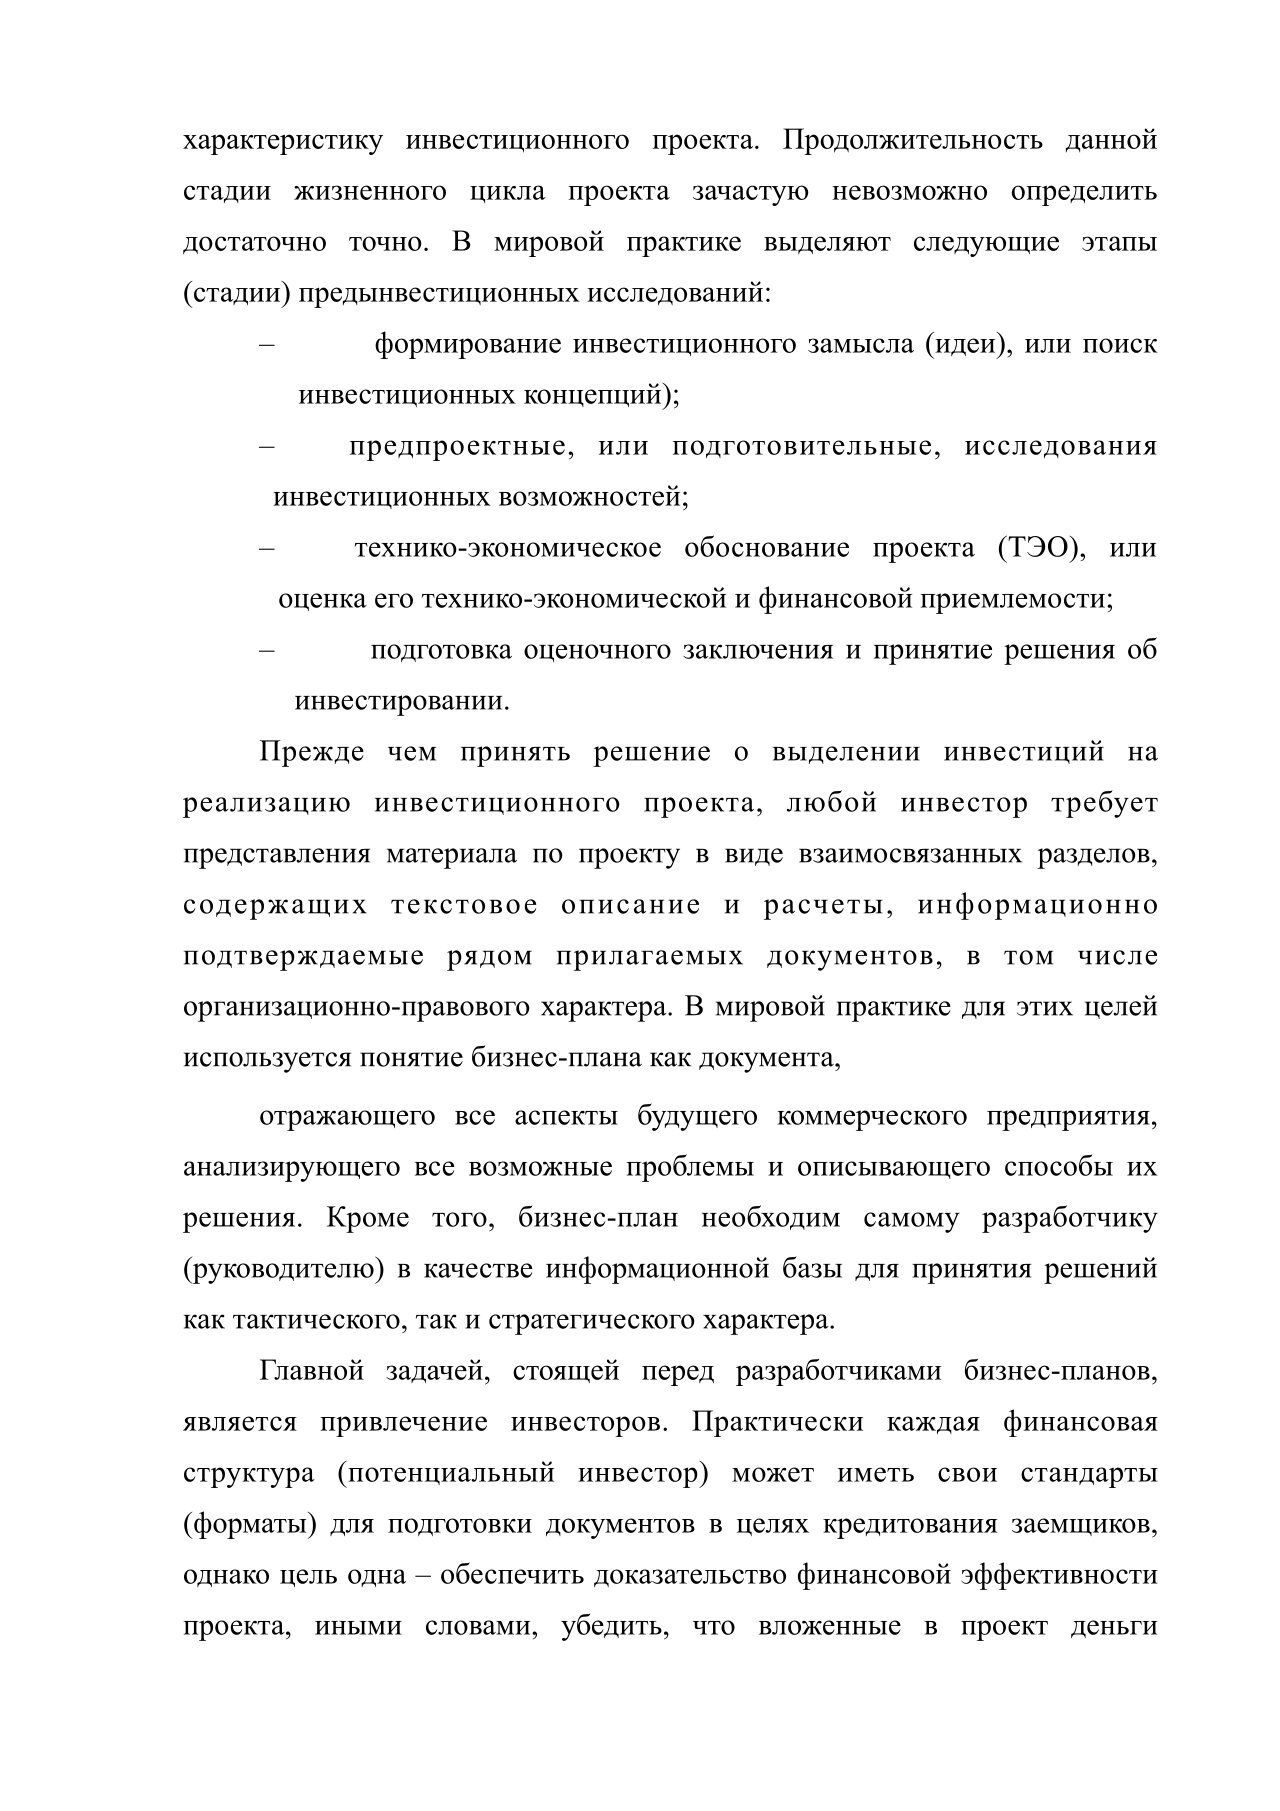 характеристику инвестиционного проекта. Продолжительность данной
стадии жизненного цикла проекта зачастую невозможно определить
достаточно точно. В мировой практике выделяют следующие этапы
(стадии) предынвестиционных исследований:
– формирование инвестиционного замысла (идеи), или поиск
инвестиционных концепций);
– предпроектные, или подготовительные, исследования
инвестиционных возможностей;
– технико-экономическое обоснование проекта (ТЭО), или
оценка его технико-экономической и финансовой приемлемости;
– подготовка оценочного заключения и принятие решения об
инвестировании.
Прежде чем принять решение о выделении инвестиций на
реализацию инвестиционного проекта, любой инвестор требует
представления материала по проекту в виде взаимосвязанных разделов,
содержащих текстовое описание и расчеты, информационно
подтверждаемые рядом прилагаемых документов, в том числе
организационно-правового характера. В мировой практике для этих целей
используется понятие бизнес-плана как документа,
отражающего все аспекты будущего коммерческого предприятия,
анализирующего все возможные проблемы и описывающего способы их
решения. Кроме того, бизнес-план необходим самому разработчику
(руководителю) в качестве информационной базы для принятия решений
как тактического, так и стратегического характера.
Главной задачей, стоящей перед разработчиками бизнес-планов,
является привлечение инвесторов. Практически каждая финансовая
структура (потенциальный инвестор) может иметь свои стандарты
(форматы) для подготовки документов в целях кредитования заемщиков,
однако цель одна – обеспечить доказательство финансовой эффективности
проекта, иными словами, убедить, что вложенные в проект деньги